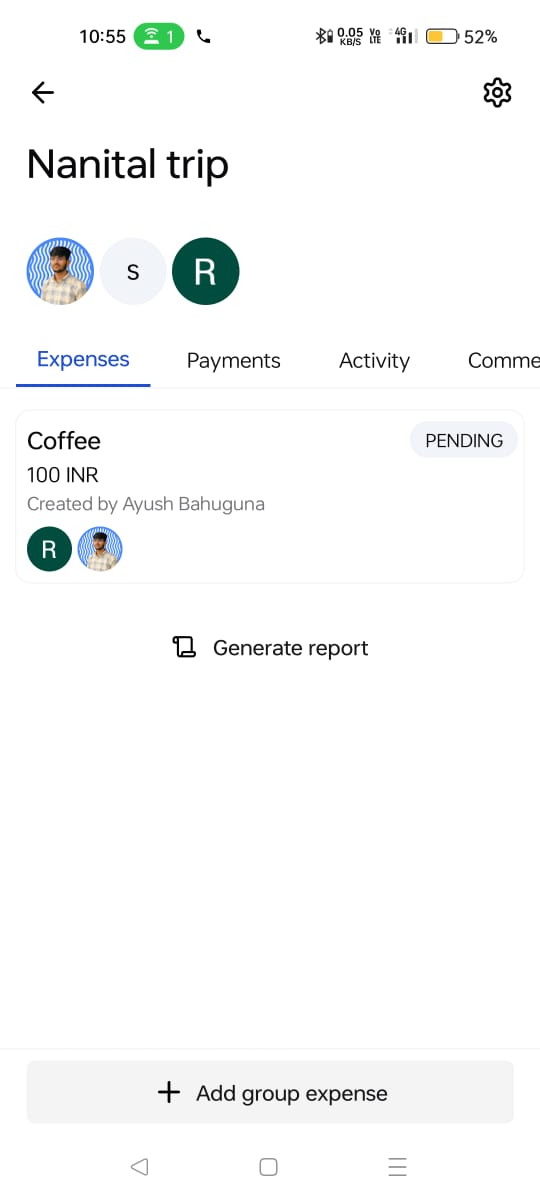 10:55 1 0.05 KB/S Vo LTE 4G 52%
Nanital trip
S R
Expenses Payments Activity Comme
Coffee PENDING
100 INR
Created by Ayush Bahuguna
R
Generate report
Add group expense